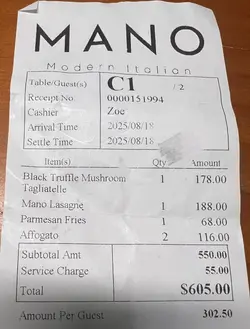 MANO
Modern Italian
Table/Guest(s) C1 / 2
Receipt No. 0000151994
Cashier Zoe
Arrival Time 2025/08/18
Settle Time 2025/08/18
Item(s) Qty Amount
Black Truffle Mushroom 1 178.00
Tagliatelle
Mano Lasagne 1 188.00
Parmesan Fries 1 68.00
Affogato 2 116.00
Subtotal Amt 550.00
Service Charge 55.00
Total $605.00
Amount Per Guest 302.50